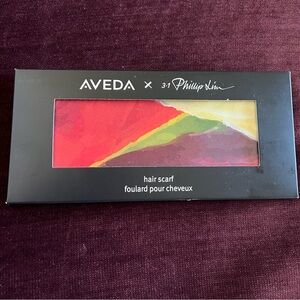 AVEDA x 3·1 Phillip Lim
hair scarf
foulard pour cheveux